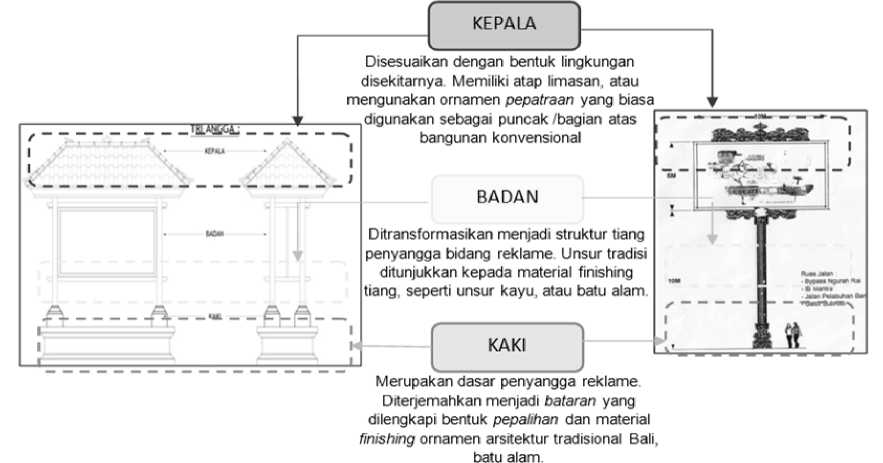 KEPALA
Disesuaikan dengan bentuk lingkungan
disekitarnya. Memiliki atap limasan, atau
mengunakan ornamen pepatraan yang biasa
digunakan sebagai puncak /bagian atas
bangunan konvensional
TRI ANGGA :
KEPALA
BADAN
KAKI
BADAN
Ditransformasikan menjadi struktur tiang
penyangga bidang reklame. Unsur tradisi
ditunjukkan kepada material finishing
tiang, seperti unsur kayu, atau batu alam.
10M
5M
10M
Ruas Jalan :
- Bypass Ngurah Rai
- IB Mantra
- Jalan Pelabuhan Ben
- Gatot Subroto
KAKI
Merupakan dasar penyangga reklame.
Diterjemahkan menjadi bataran yang
dilengkapi bentuk pepalihan dan material
finishing ornamen arsitektur tradisional Bali,
batu alam.